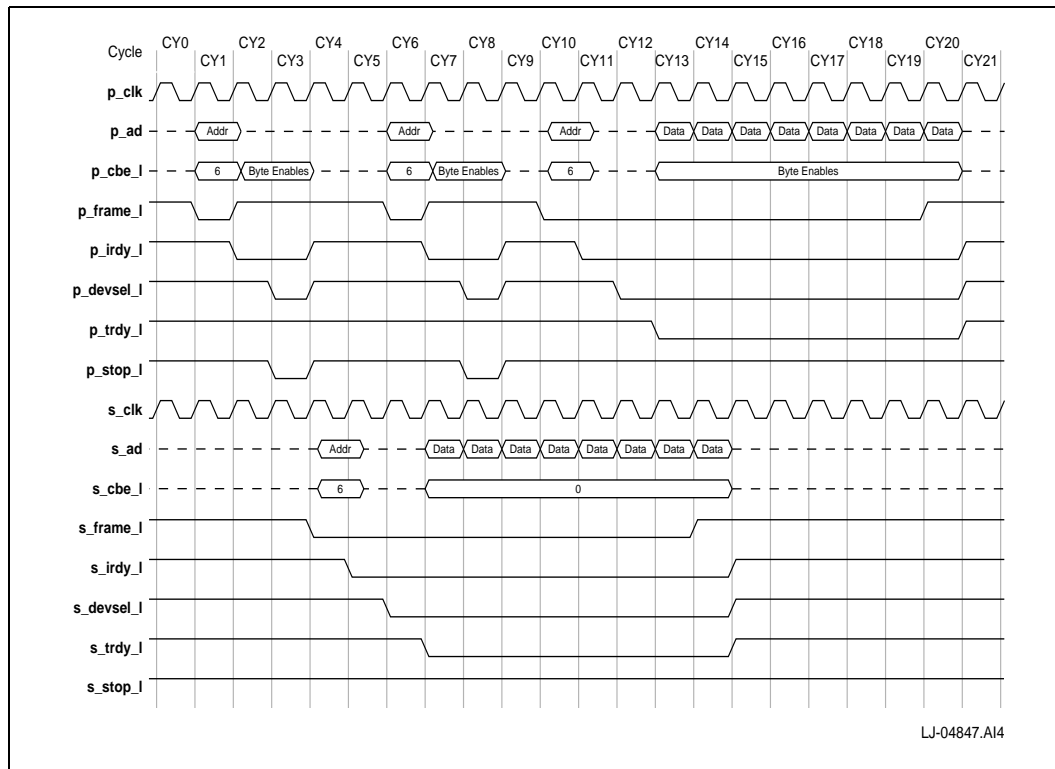 CY0 CY2 CY4 CY6 CY8 CY10 CY12 CY14 CY16 CY18 CY20
Cycle CY1 CY3 CY5 CY7 CY9 CY11 CY13 CY15 CY17 CY19 CY21
p_clk
p_ad Addr Addr Addr Data Data Data Data Data Data Data Data
p_cbe_l 6 Byte Enables 6 Byte Enables 6 Byte Enables
p_frame_l
p_irdy_l
p_devsel_l
p_trdy_l
p_stop_l
s_clk
s_ad Addr Data Data Data Data Data Data Data Data
s_cbe_l 6 0
s_frame_l
s_irdy_l
s_devsel_l
s_trdy_l
s_stop_l
LJ-04847.AI4